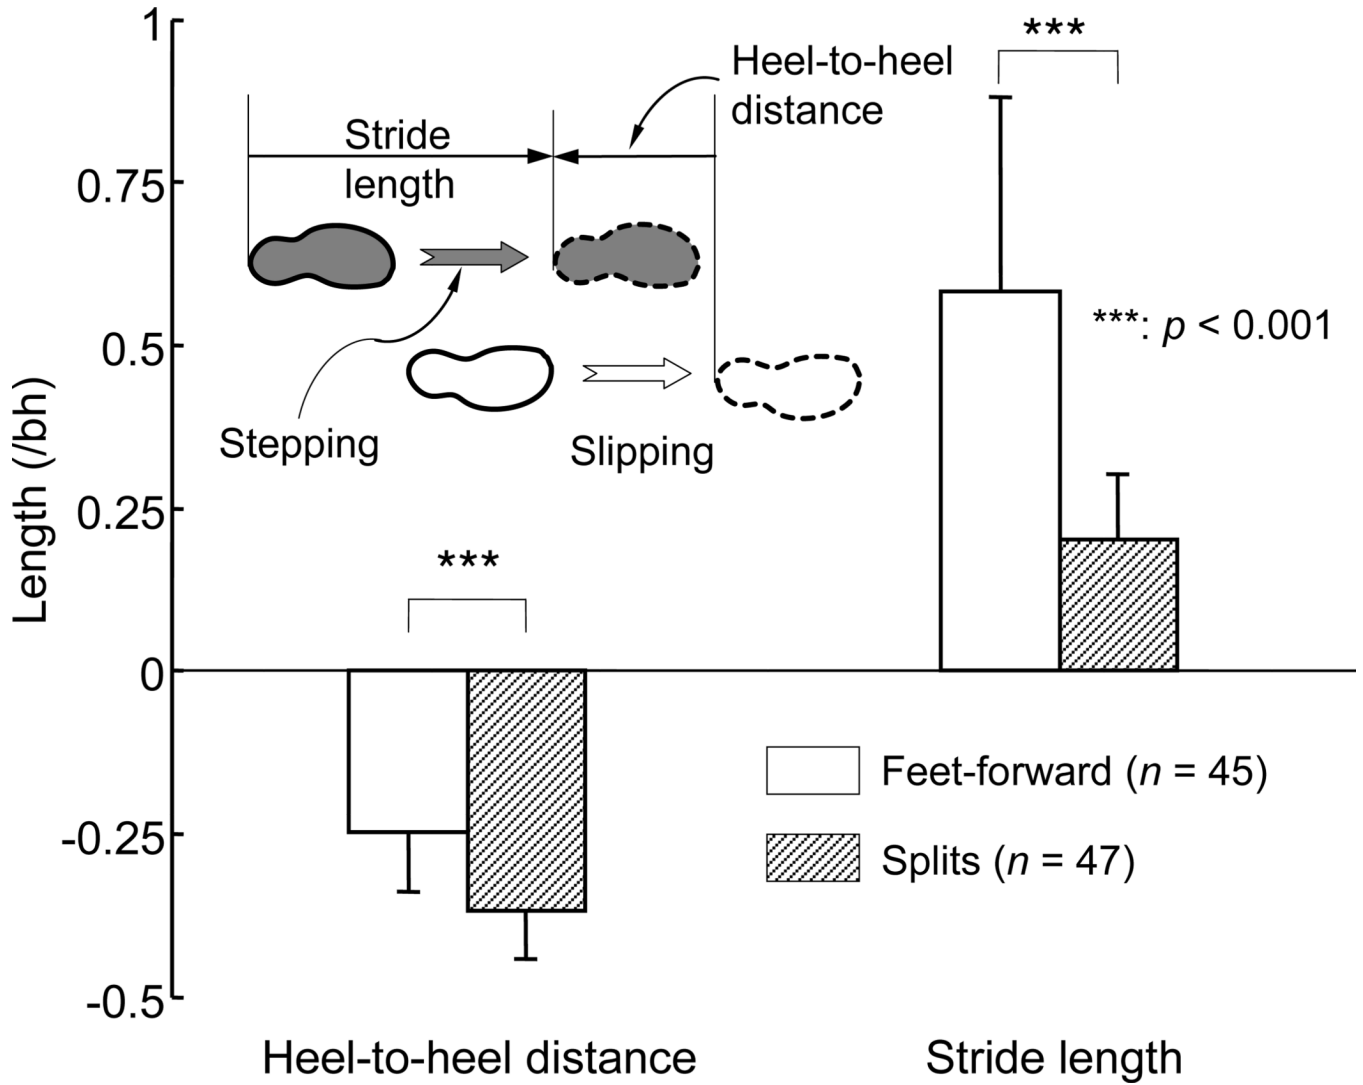 1
0.75
0.5
0.25
0
-0.25
-0.5
Length (/bh)
Stride
length
Heel-to-heel
distance
Stepping
Slipping
***
***
***: p < 0.001
Feet-forward (n = 45)
Splits (n = 47)
Heel-to-heel distance
Stride length